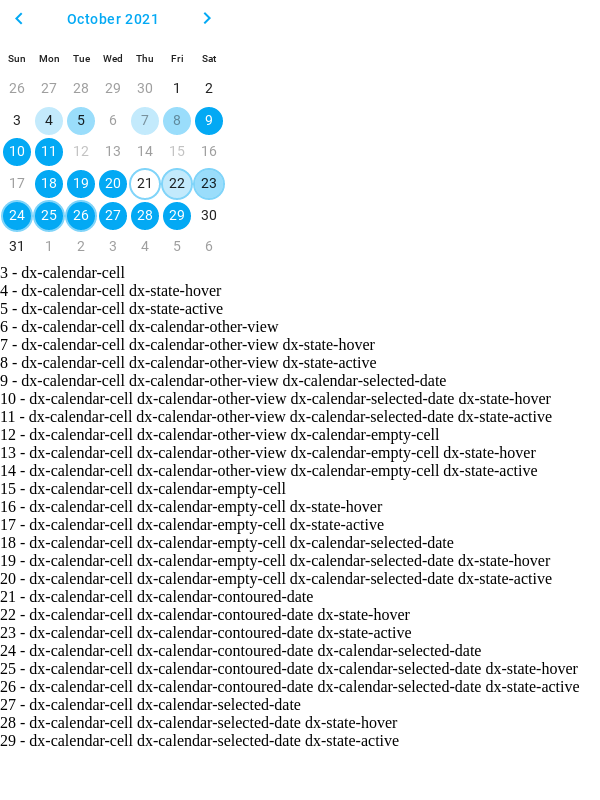 October 2021
Sun Mon Tue Wed Thu Fri Sat
26 27 28 29 30 1 2
3 4 5 6 7 8 9
10 11 12 13 14 15 16
17 18 19 20 21 22 23
24 25 26 27 28 29 30
31 1 2 3 4 5 6
3 - dx-calendar-cell
4 - dx-calendar-cell dx-state-hover
5 - dx-calendar-cell dx-state-active
6 - dx-calendar-cell dx-calendar-other-view
7 - dx-calendar-cell dx-calendar-other-view dx-state-hover
8 - dx-calendar-cell dx-calendar-other-view dx-state-active
9 - dx-calendar-cell dx-calendar-other-view dx-calendar-selected-date
10 - dx-calendar-cell dx-calendar-other-view dx-calendar-selected-date dx-state-hover
11 - dx-calendar-cell dx-calendar-other-view dx-calendar-selected-date dx-state-active
12 - dx-calendar-cell dx-calendar-other-view dx-calendar-empty-cell
13 - dx-calendar-cell dx-calendar-other-view dx-calendar-empty-cell dx-state-hover
14 - dx-calendar-cell dx-calendar-other-view dx-calendar-empty-cell dx-state-active
15 - dx-calendar-cell dx-calendar-empty-cell
16 - dx-calendar-cell dx-calendar-empty-cell dx-state-hover
17 - dx-calendar-cell dx-calendar-empty-cell dx-state-active
18 - dx-calendar-cell dx-calendar-empty-cell dx-calendar-selected-date
19 - dx-calendar-cell dx-calendar-empty-cell dx-calendar-selected-date dx-state-hover
20 - dx-calendar-cell dx-calendar-empty-cell dx-calendar-selected-date dx-state-active
21 - dx-calendar-cell dx-calendar-contoured-date
22 - dx-calendar-cell dx-calendar-contoured-date dx-state-hover
23 - dx-calendar-cell dx-calendar-contoured-date dx-state-active
24 - dx-calendar-cell dx-calendar-contoured-date dx-calendar-selected-date
25 - dx-calendar-cell dx-calendar-contoured-date dx-calendar-selected-date dx-state-hover
26 - dx-calendar-cell dx-calendar-contoured-date dx-calendar-selected-date dx-state-active
27 - dx-calendar-cell dx-calendar-selected-date
28 - dx-calendar-cell dx-calendar-selected-date dx-state-hover
29 - dx-calendar-cell dx-calendar-selected-date dx-state-active